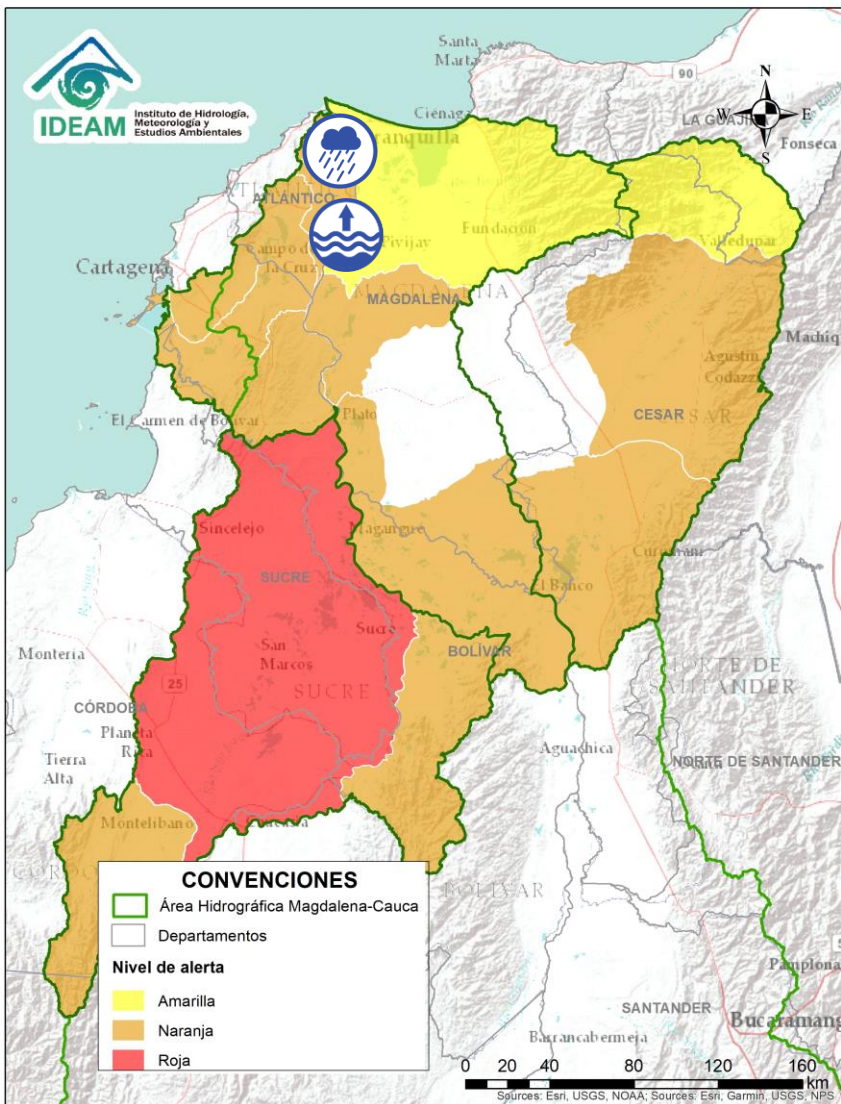 IDEAM
Instituto de Hidrología,
Meteorología y
Estudios Ambientales
Santa
Marta
90
N
W
E
S
Ciénaga
LA GUAJI
Fonseca
ranquilla
ATLÁNTICO
Pivijay
Fundación
Valledupar
Campo de
la Cruz
Cartagena
MAGDALENA
Agustín
Codazzi
Machiq
El Carmen de Bolívar
Plato
CESAR
Sincelejo
Magangué
SUCRE
El Banco
Sucre
San
Marcos
BOLÍVAR
SUCRE
Montería
25
NORTE DE
SANTANDER
CÓRDOBA
Planeta
Rica
Tierra
Alta
Aguachica
NORTE DE SANTANDER
Montelíbano
BOLÍVAR
CONVENCIONES
Área Hidrográfica Magdalena-Cauca
Departamentos
Nivel de alerta
Amarilla
Naranja
Roja
Pamplona
SANTANDER
Bucaramang
Barrancabermeja
0 20 40 80 120 160
km
Sources: Esri, USGS, NOAA; Sources: Esri, Garmin, USGS, NPS